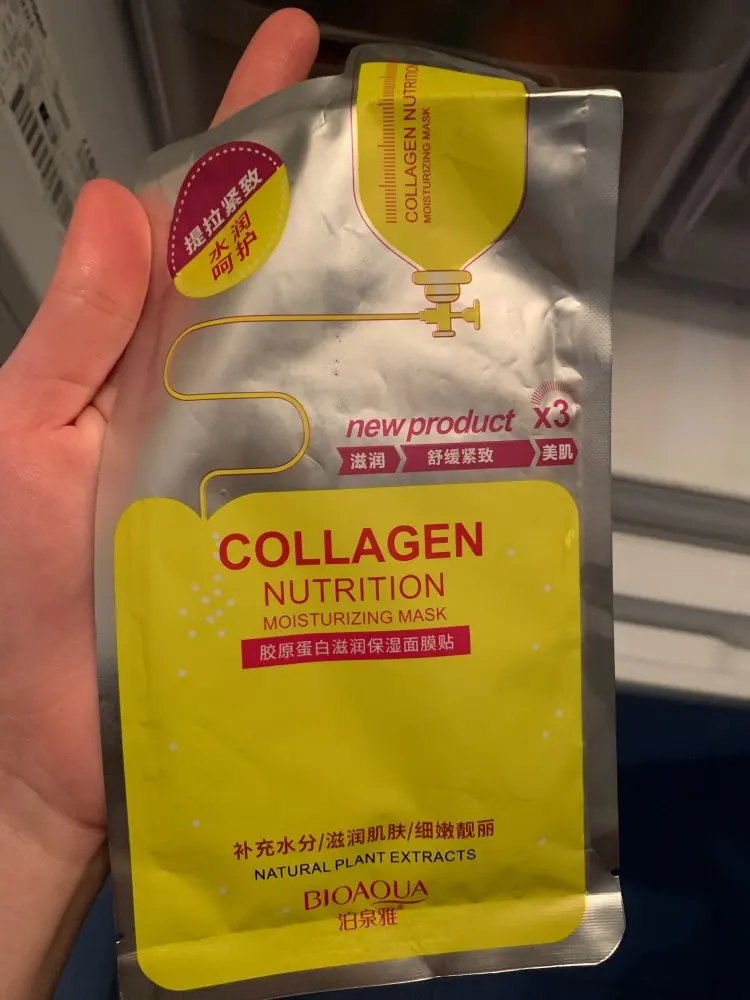 COLLAGEN NUTRITIO
MOISTURIZING MASK
提拉紧致
水润
呵护
new product x3
滋润 舒缓紧致 美肌
COLLAGEN
NUTRITION
MOISTURIZING MASK
胶原蛋白滋润保湿面膜贴
补充水分/滋润肌肤/细嫩靓丽
NATURAL PLANT EXTRACTS
BIOAQUA
泊泉雅®